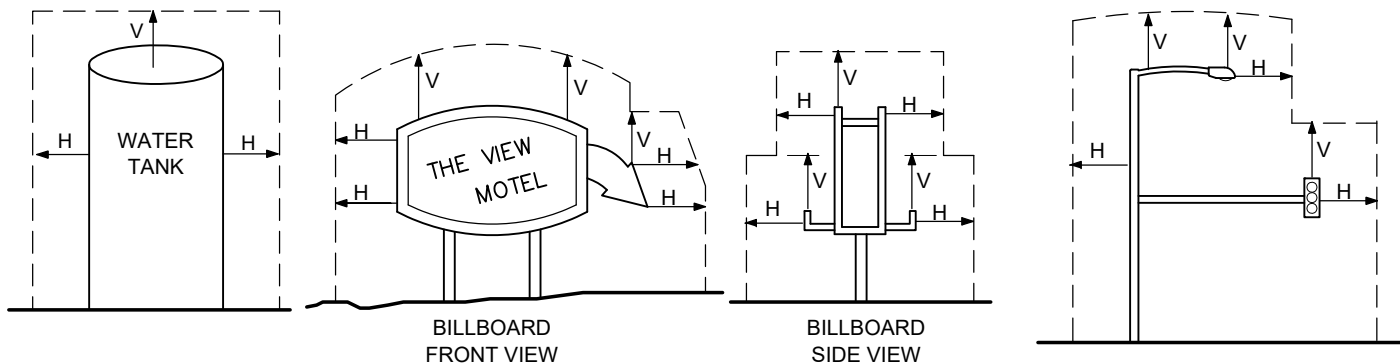 V
H
H
WATER
TANK
V
V
H
H
V
H
H
THE VIEW
MOTEL
BILLBOARD
FRONT VIEW
V
H
H
V
V
H
H
BILLBOARD
SIDE VIEW
V
V
H
H
V
H